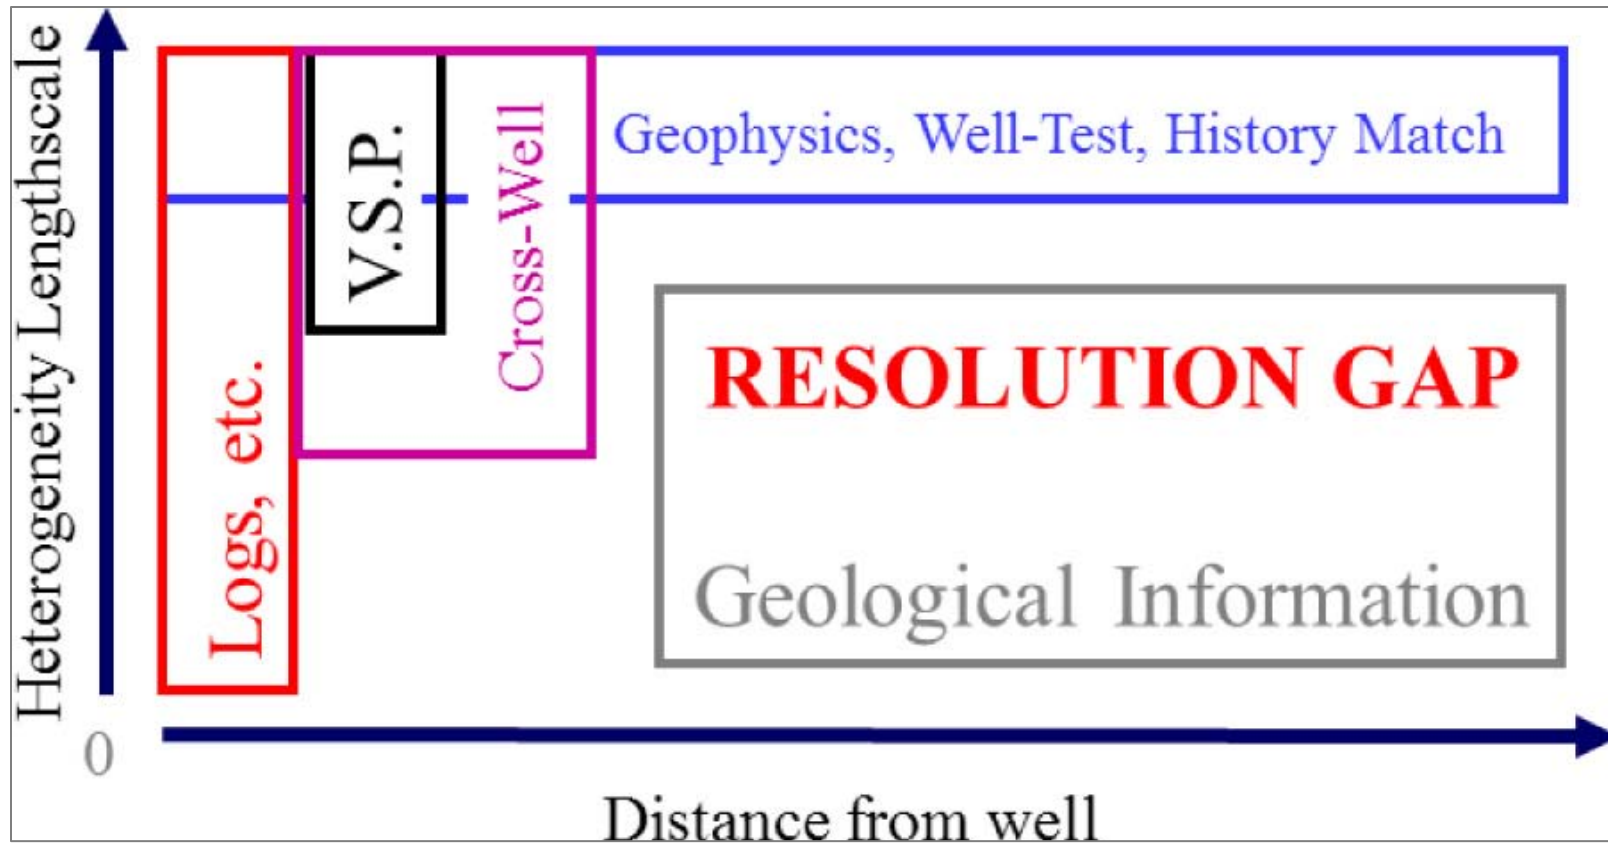 Heterogeneity Lengthscale
Logs, etc.
V.S.P.
Cross-Well
Geophysics, Well-Test, History Match
RESOLUTION GAP
Geological Information
0
Distance from well